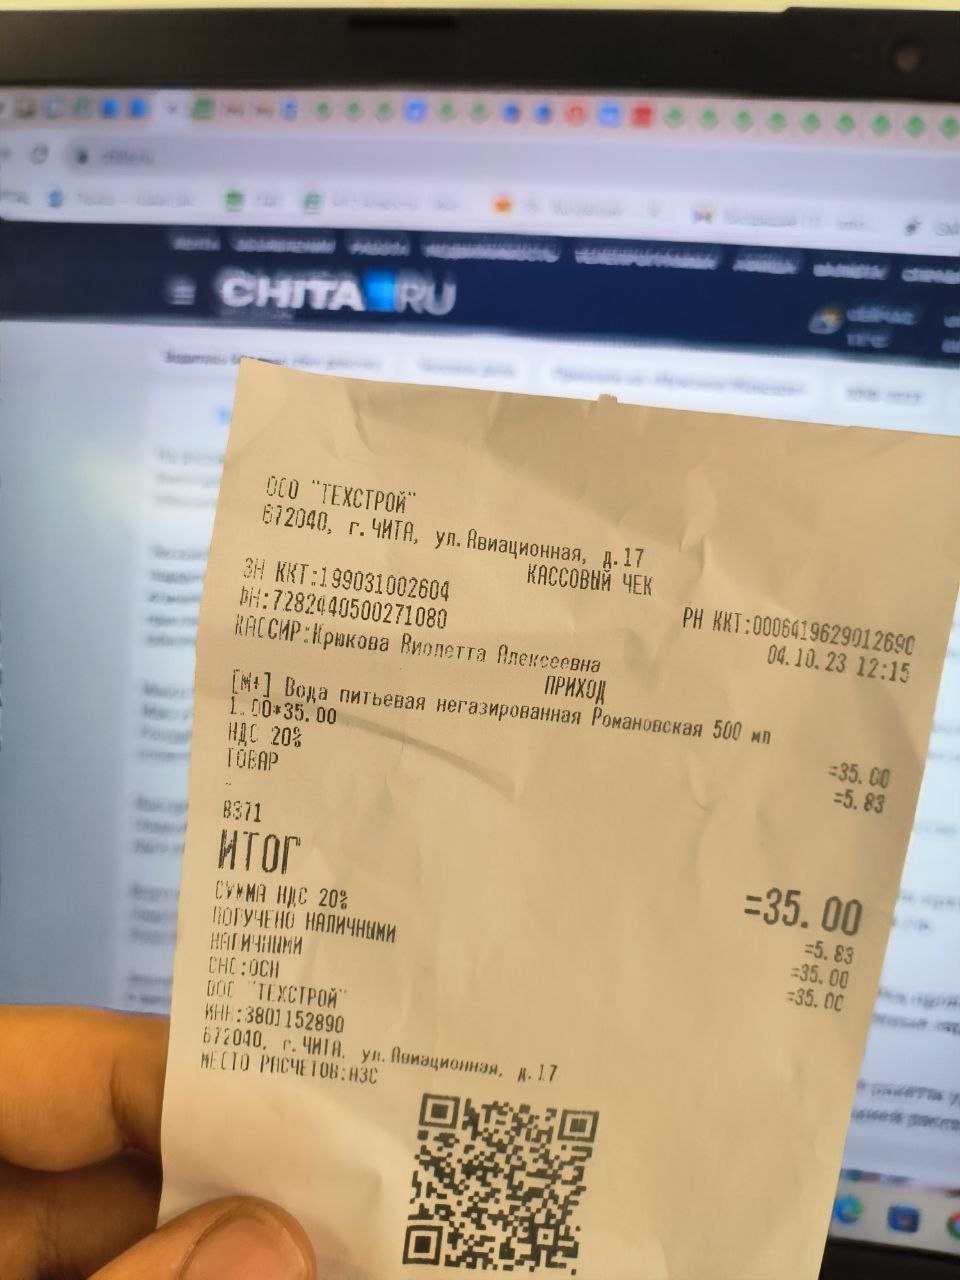 CHITA.RU
ООО "ТЕХСТРОЙ"
672040, г.ЧИТА, ул.Авиационная, д.17
КАССОВЫЙ ЧЕК
ЗН ККТ:199031002604
РН ККТ:0006419629012690
ФН:7282440500271080
04.10.23 12:15
КАССИР:Крюкова Виолетта Алексеевна
ПРИХОД
[М+] Вода питьевая негазированная Романовская 500 мл
1.00*35.00 =35.00
НДС 20% =5.83
ТОВАР
-
8371
ИТОГ =35.00
СУММА НДС 20% =5.83
ПОЛУЧЕНО НАЛИЧНЫМИ =35.00
НАЛИЧНЫМИ =35.00
СНО:ОСН
ООО "ТЕХСТРОЙ"
ИНН:3801152890
672040, г.ЧИТА, ул.Авиационная, д.17
МЕСТО РАСЧЕТОВ:АЗС